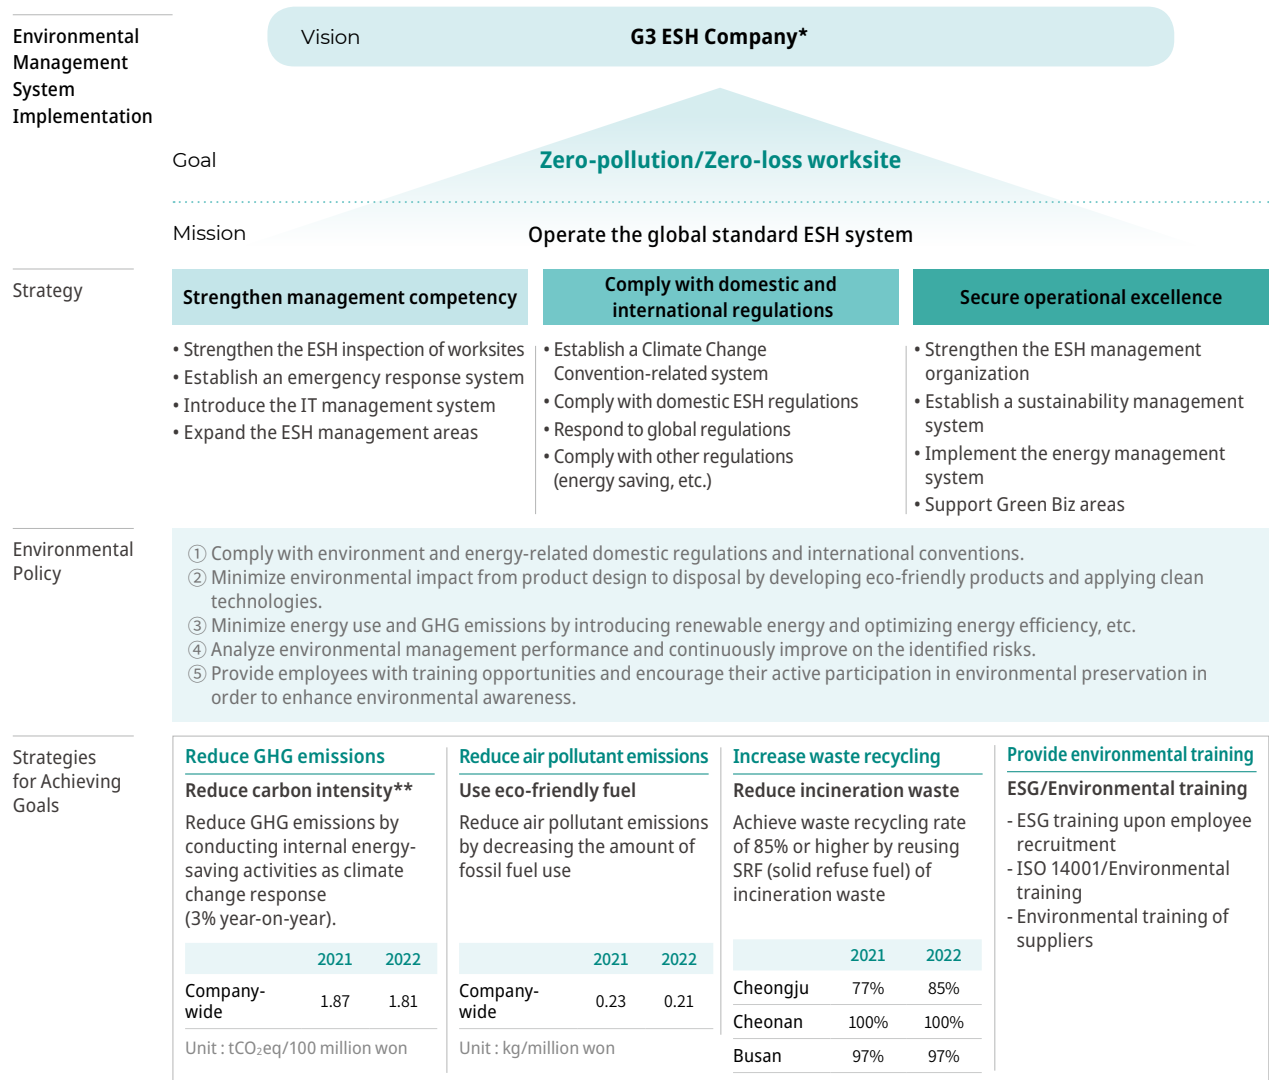 Environmental
Management
System
Implementation
Vision
G3 ESH Company*
Goal
Zero-pollution/Zero-loss worksite
Mission
Operate the global standard ESH system
Strategy
Strengthen management competency
• Strengthen the ESH inspection of worksites
• Establish an emergency response system
• Introduce the IT management system
• Expand the ESH management areas
Comply with domestic and
international regulations
• Establish a Climate Change
Convention-related system
• Comply with domestic ESH regulations
• Respond to global regulations
• Comply with other regulations
(energy saving, etc.)
Secure operational excellence
• Strengthen the ESH management
organization
• Establish a sustainability management
system
• Implement the energy management
system
• Support Green Biz areas
Environmental
Policy
① Comply with environment and energy-related domestic regulations and international conventions.
② Minimize environmental impact from product design to disposal by developing eco-friendly products and applying clean
technologies.
③ Minimize energy use and GHG emissions by introducing renewable energy and optimizing energy efficiency, etc.
④ Analyze environmental management performance and continuously improve on the identified risks.
⑤ Provide employees with training opportunities and encourage their active participation in environmental preservation in
order to enhance environmental awareness.
Strategies
for Achieving
Goals
Reduce GHG emissions
Reduce carbon intensity**
Reduce GHG emissions by
conducting internal energy-
saving activities as climate
change response
(3% year-on-year).
2021 2022
Company-
wide 1.87 1.81
Unit : tCO₂eq/100 million won
Reduce air pollutant emissions
Use eco-friendly fuel
Reduce air pollutant emissions
by decreasing the amount of
fossil fuel use
2021 2022
Company-
wide 0.23 0.21
Unit : kg/million won
Increase waste recycling
Reduce incineration waste
Achieve waste recycling rate
of 85% or higher by reusing
SRF (solid refuse fuel) of
incineration waste
2021 2022
Cheongju 77% 85%
Cheonan 100% 100%
Busan 97% 97%
Provide environmental training
ESG/Environmental training
- ESG training upon employee
recruitment
- ISO 14001/Environmental
training
- Environmental training of
suppliers